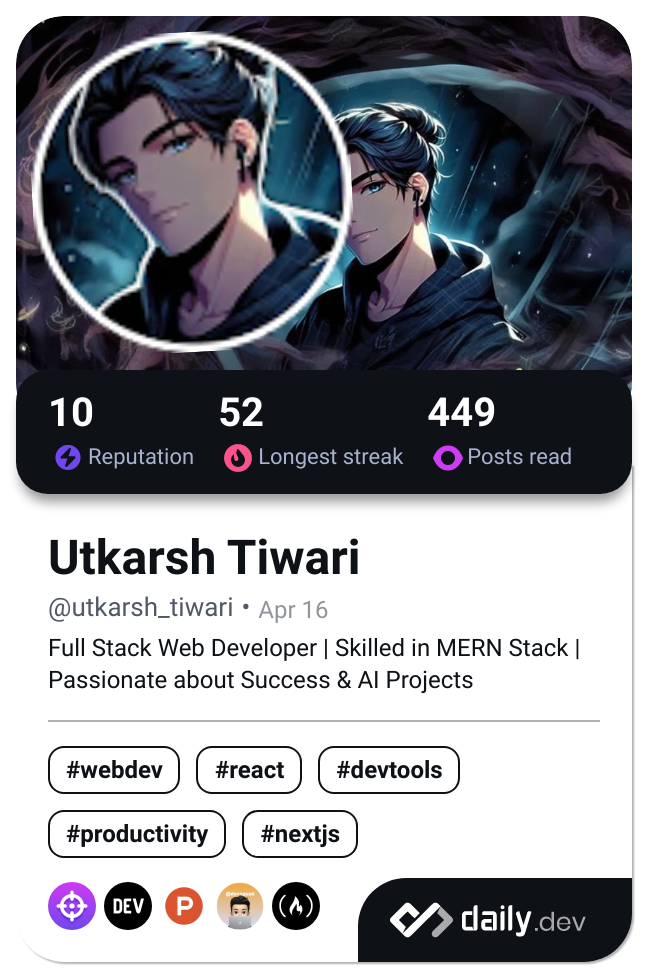 10 52 449
Reputation Longest streak Posts read
Utkarsh Tiwari
@utkarsh_tiwari • Apr 16
Full Stack Web Developer | Skilled in MERN Stack |
Passionate about Success & AI Projects
#webdev #react #devtools
#productivity #nextjs
DEV P
daily.dev